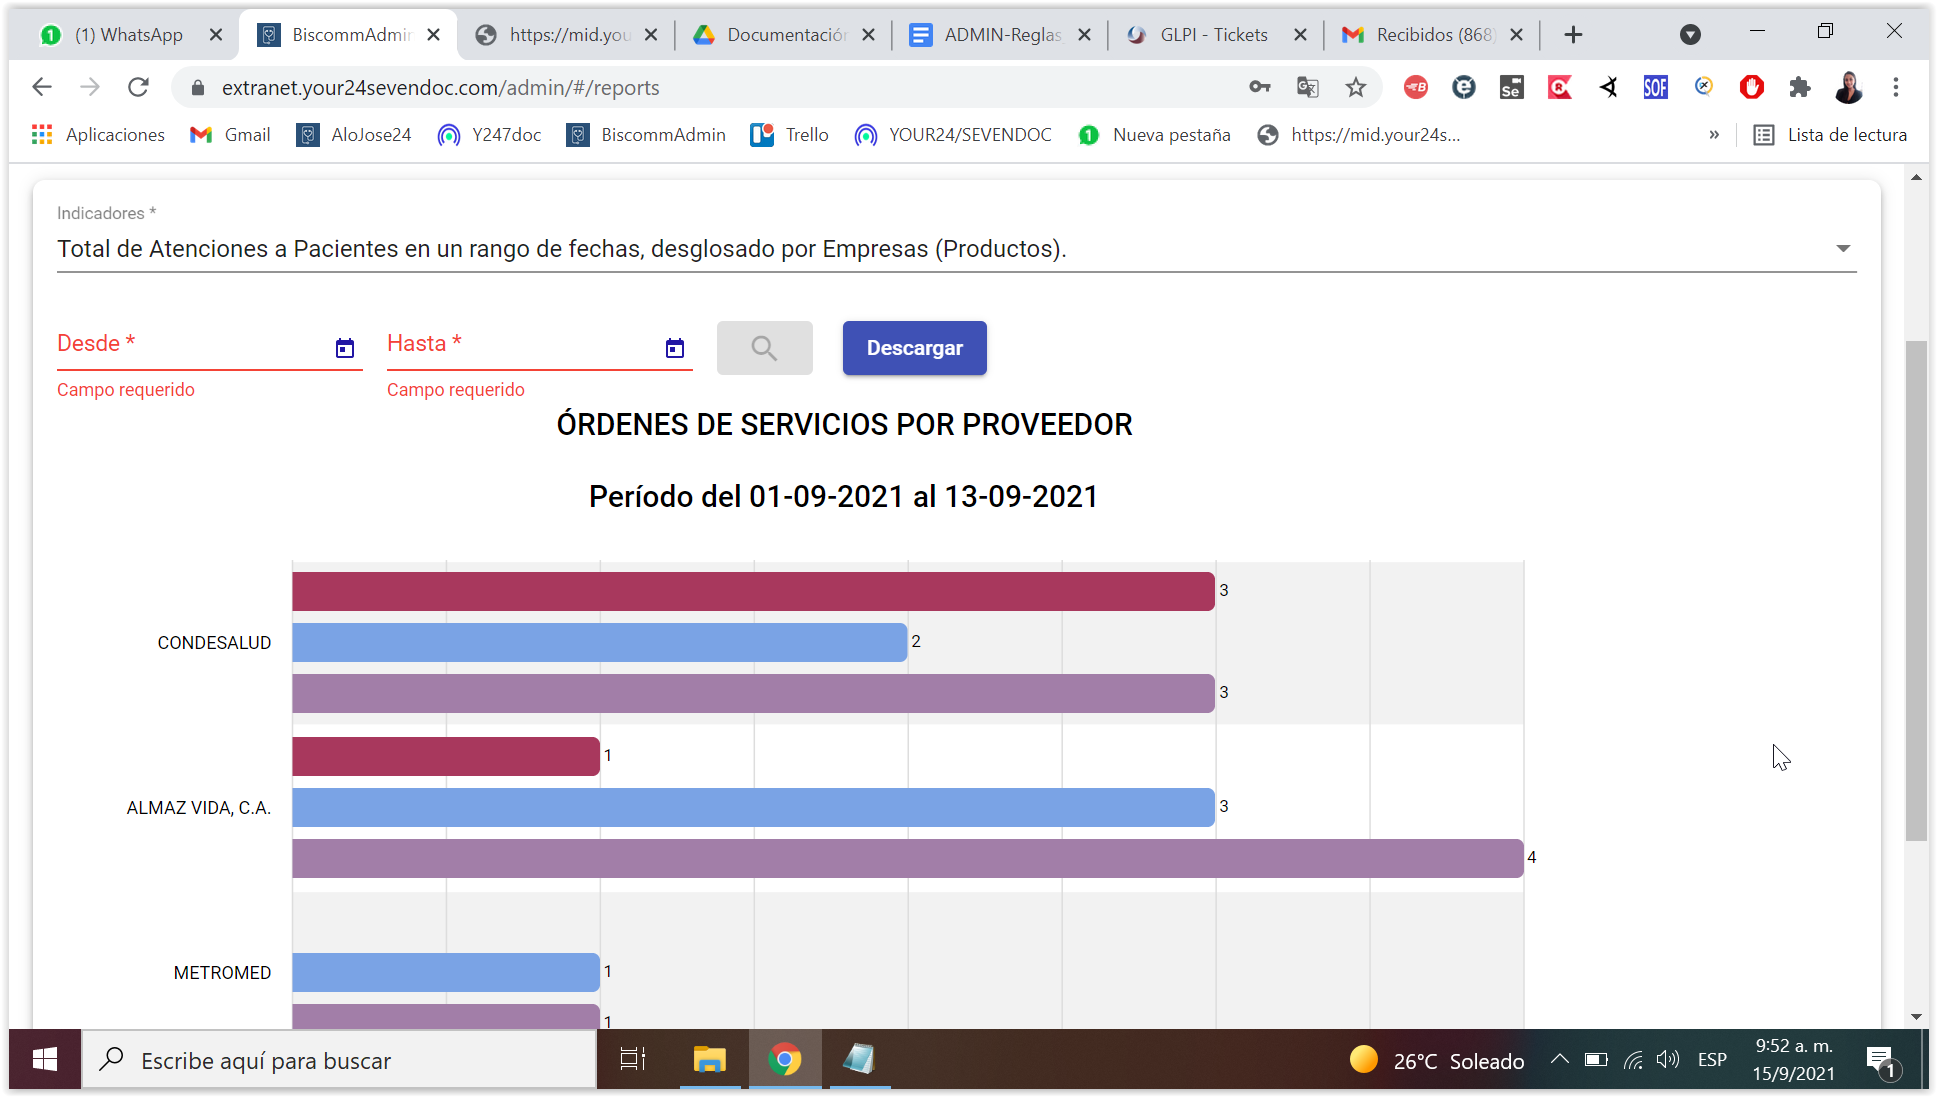 (1) WhatsApp
BiscommAdmin
https://mid.you
Documentación
ADMIN-Reglas
GLPI - Tickets
Recibidos (868)
extranet.your24sevendoc.com/admin/#/reports
Se
SOF
Aplicaciones
Gmail
AloJose24
Y247doc
BiscommAdmin
Trello
YOUR24/SEVENDOC
Nueva pestaña
https://mid.your24s...
»
Lista de lectura
Indicadores *
Total de Atenciones a Pacientes en un rango de fechas, desglosado por Empresas (Productos).
Desde *
Hasta *
Descargar
Campo requerido
Campo requerido
ÓRDENES DE SERVICIOS POR PROVEEDOR
Período del 01-09-2021 al 13-09-2021
3
CONDESALUD
2
3
1
ALMAZ VIDA, C.A.
3
4
METROMED
1
1
Escribe aquí para buscar
26°C Soleado
ESP
9:52 a. m.
15/9/2021
1